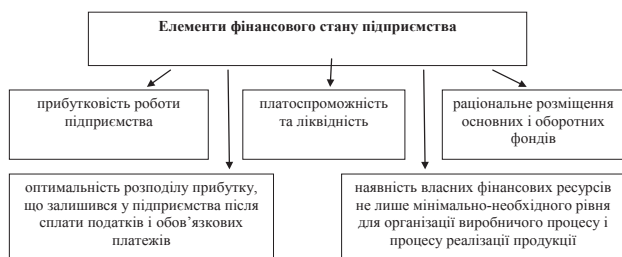 Елементи фінансового стану підприємства
прибутковість роботи
підприємства
платоспроможність
та ліквідність
раціональне розміщення
основних і оборотних
фондів
оптимальність розподілу прибутку,
що залишився у підприємства після
сплати податків і обов’язкових
платежів
наявність власних фінансових ресурсів
не лише мінімально-необхідного рівня
для організації виробничого процесу і
процесу реалізації продукції